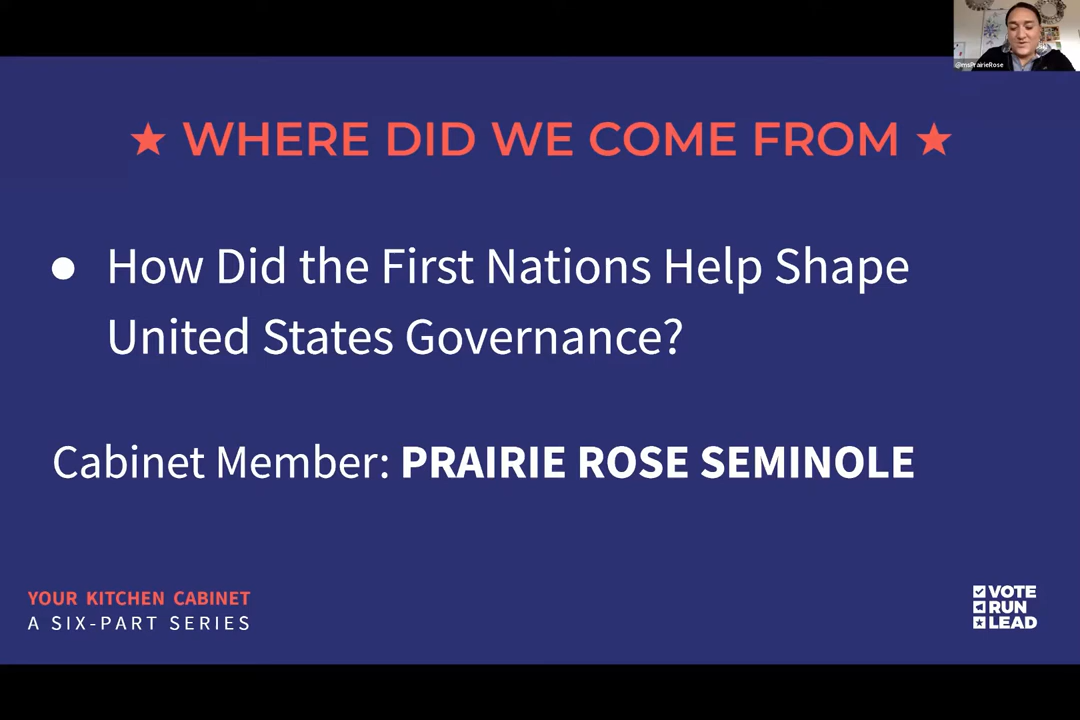 @msPrairieRose
★ WHERE DID WE COME FROM ★
● How Did the First Nations Help Shape
United States Governance?
Cabinet Member: PRAIRIE ROSE SEMINOLE
YOUR KITCHEN CABINET
A SIX-PART SERIES
VOTE
RUN
LEAD